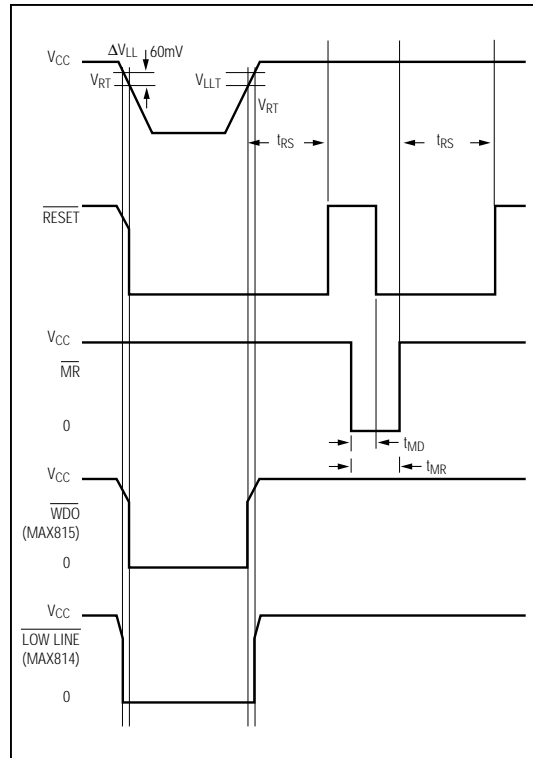 ΔVLL 60mV
VCC
VRT VLLT
VRT
tRS tRS
RESET
VCC
MR
0
tMD
tMR
VCC
WDO
(MAX815)
0
VCC
LOW LINE
(MAX814)
0